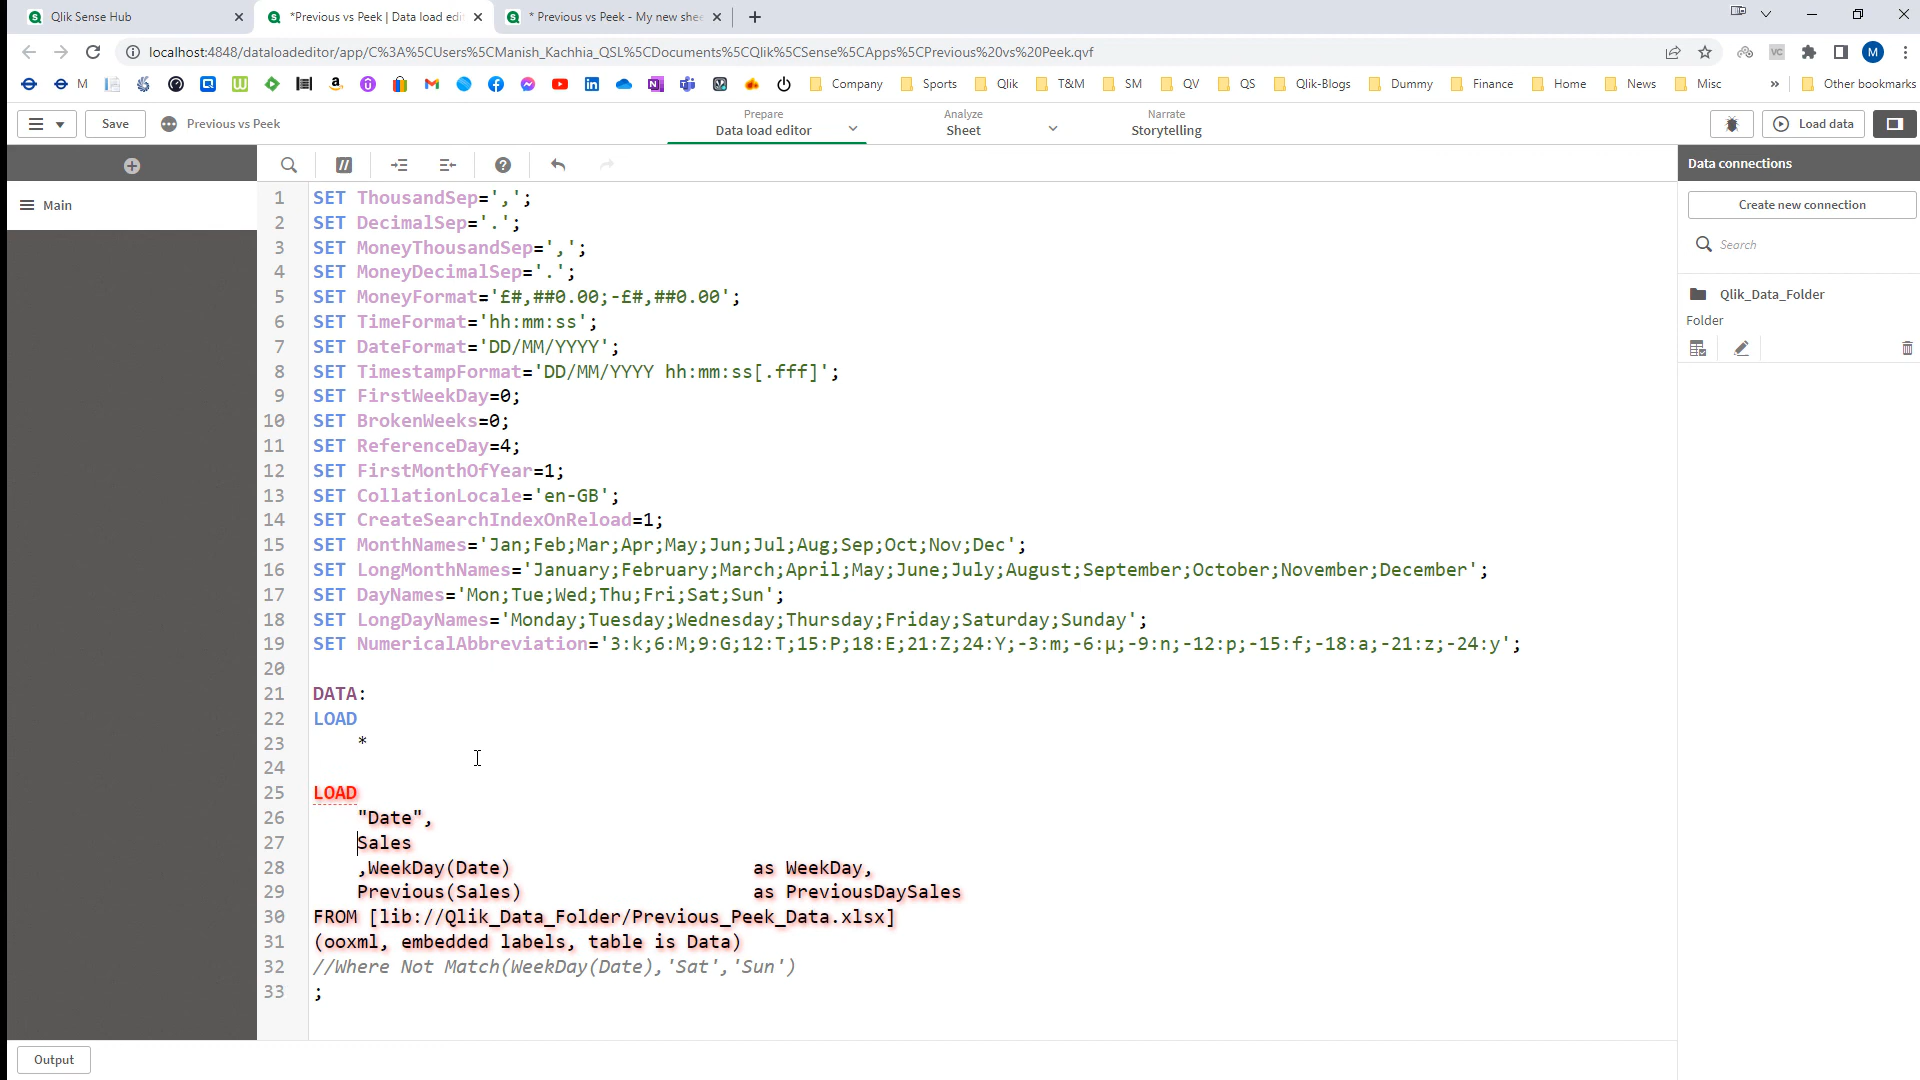 Qlik Sense Hub
*Previous vs Peek | Data load edi
* Previous vs Peek - My new shee
localhost:4848/dataloadeditor/app/C%3A%5CUsers%5CManish_Kachhia_QSL%5CDocuments%5CQlik%5CSense%5CApps%5CPrevious%20vs%20Peek.qvf
VC
M
M
Company
Sports
Qlik
T&M
SM
QV
QS
Qlik-Blogs
Dummy
Finance
Home
News
Misc
»
Other bookmarks
Save
Previous vs Peek
Prepare
Data load editor
Analyze
Sheet
Narrate
Storytelling
Load data
Main
Data connections
Create new connection
Search
Qlik_Data_Folder
Folder
1 SET ThousandSep=',';
2 SET DecimalSep='.';
3 SET MoneyThousandSep=',';
4 SET MoneyDecimalSep='.';
5 SET MoneyFormat='£#,##0.00;-£#,##0.00';
6 SET TimeFormat='hh:mm:ss';
7 SET DateFormat='DD/MM/YYYY';
8 SET TimestampFormat='DD/MM/YYYY hh:mm:ss[.fff]';
9 SET FirstWeekDay=0;
10 SET BrokenWeeks=0;
11 SET ReferenceDay=4;
12 SET FirstMonthOfYear=1;
13 SET CollationLocale='en-GB';
14 SET CreateSearchIndexOnReload=1;
15 SET MonthNames='Jan;Feb;Mar;Apr;May;Jun;Jul;Aug;Sep;Oct;Nov;Dec';
16 SET LongMonthNames='January;February;March;April;May;June;July;August;September;October;November;December';
17 SET DayNames='Mon;Tue;Wed;Thu;Fri;Sat;Sun';
18 SET LongDayNames='Monday;Tuesday;Wednesday;Thursday;Friday;Saturday;Sunday';
19 SET NumericalAbbreviation='3:k;6:M;9:G;12:T;15:P;18:E;21:Z;24:Y;-3:m;-6:μ;-9:n;-12:p;-15:f;-18:a;-21:z;-24:y';
20
21 DATA:
22 LOAD
23 *
24
25 LOAD
26 "Date",
27 Sales
28 ,WeekDay(Date) as WeekDay,
29 Previous(Sales) as PreviousDaySales
30 FROM [lib://Qlik_Data_Folder/Previous_Peek_Data.xlsx]
31 (ooxml, embedded labels, table is Data)
32 //Where Not Match(WeekDay(Date),'Sat','Sun')
33 ;
Output